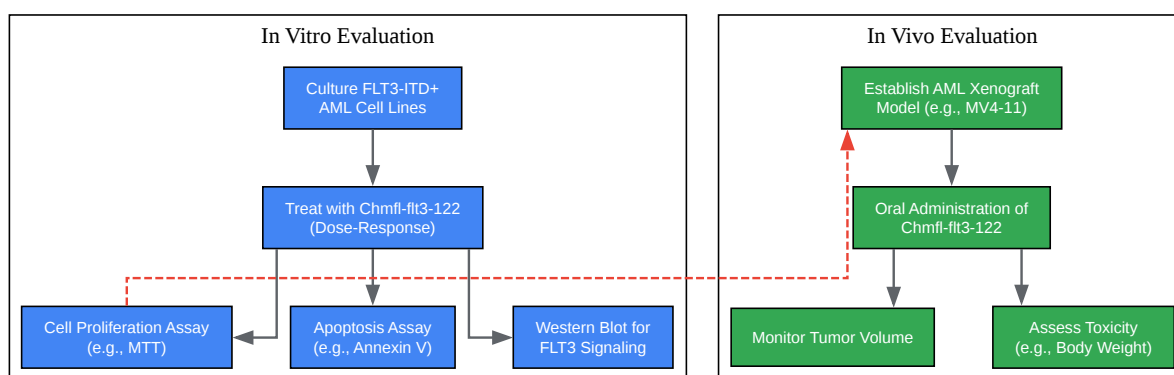 In Vitro Evaluation
Culture FLT3-ITD+
AML Cell Lines
Treat with Chmfl-flt3-122
(Dose-Response)
Cell Proliferation Assay
(e.g., MTT)
Apoptosis Assay
(e.g., Annexin V)
Western Blot for
FLT3 Signaling
In Vivo Evaluation
Establish AML Xenograft
Model (e.g., MV4-11)
Oral Administration of
Chmfl-flt3-122
Monitor Tumor Volume
Assess Toxicity
(e.g., Body Weight)